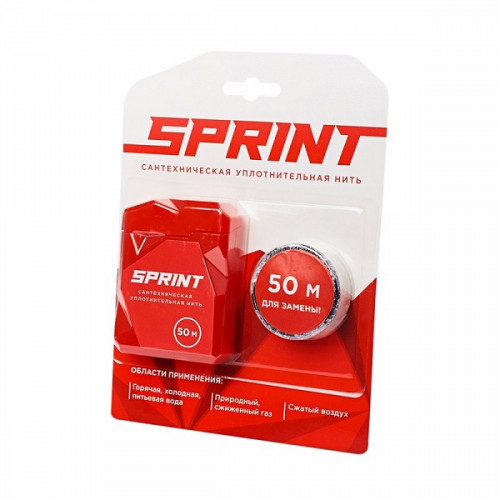 SPRINT
САНТЕХНИЧЕСКАЯ УПЛОТНИТЕЛЬНАЯ НИТЬ
SPRINT
САНТЕХНИЧЕСКАЯ
УПЛОТНИТЕЛЬНАЯ НИТЬ
50 М
50 М
ДЛЯ ЗАМЕНЫ!
ОБЛАСТИ ПРИМЕНЕНИЯ:
Горячая, холодная,
питьевая вода
Природный,
сжиженный газ
Сжатый воздух